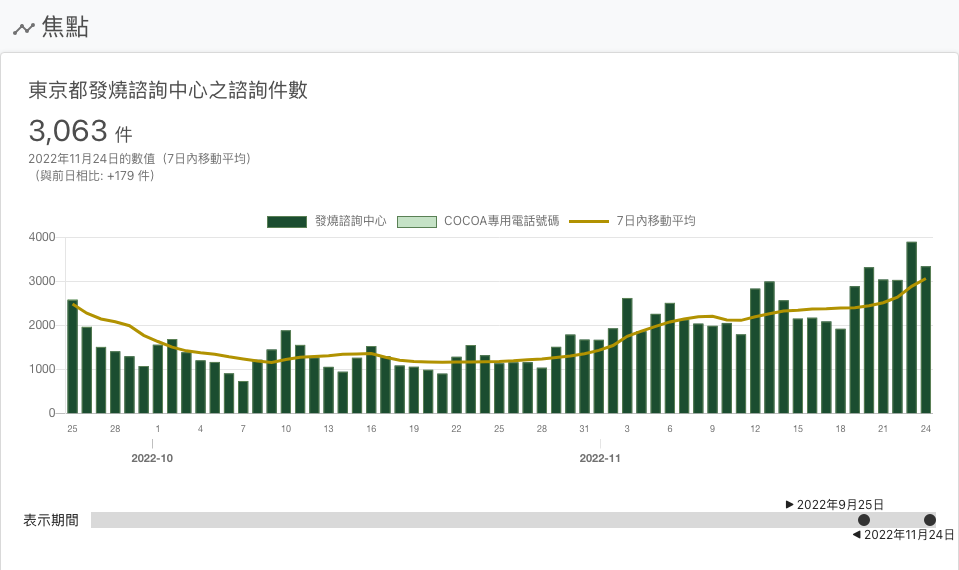 焦點
東京都發燒諮詢中心之諮詢件數
3,063 件
2022年11月24日的數值（7日內移動平均）
（與前日相比: +179 件）
發燒諮詢中心 COCOA專用電話號碼 7日內移動平均
4000
3000
2000
1000
0
25 28 1 4 7 10 13 16 19 22 25 28 31 3 6 9 12 15 18 21 24
2022-10 2022-11
2022年9月25日
表示期間
2022年11月24日